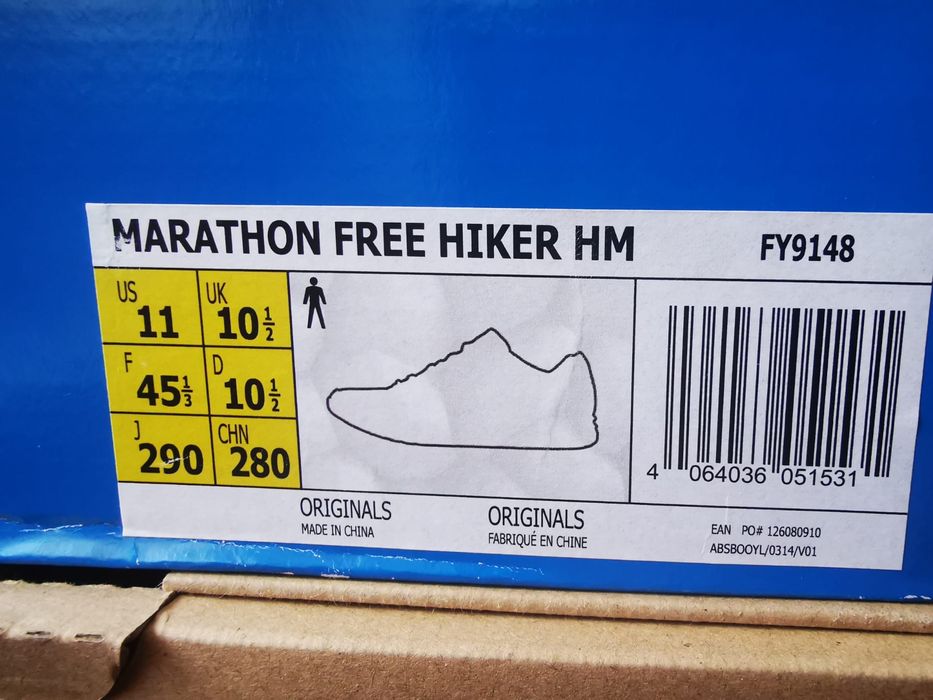 MARATHON FREE HIKER HM FY9148
US 11 UK 10 1/2
F 45 1/3 D 10 1/2
J 290 CHN 280
4 064036 051531
ORIGINALS ORIGINALS
MADE IN CHINA FABRIQUÉ EN CHINE
EAN PO# 126080910
ABSBOOYL/0314/V01